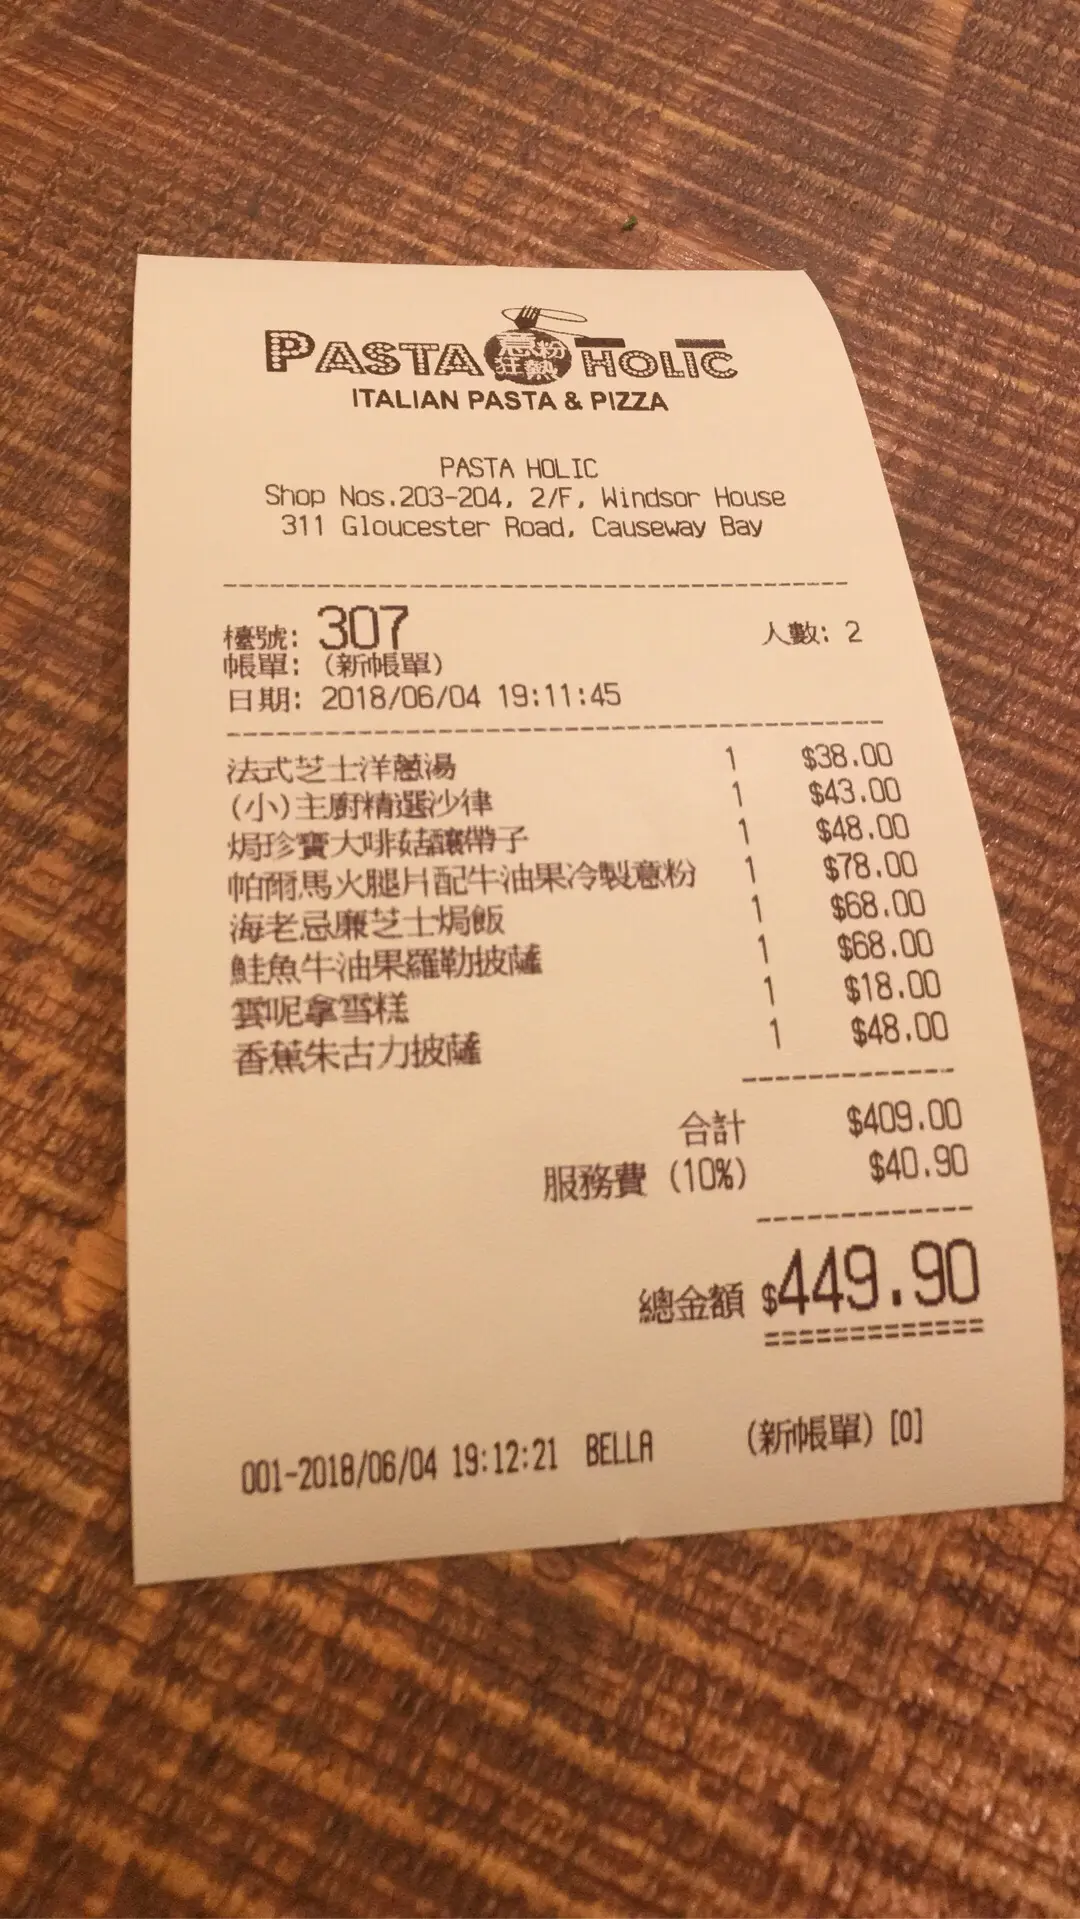 PASTA 意粉狂熱 HOLIC
ITALIAN PASTA & PIZZA
PASTA HOLIC
Shop Nos.203-204, 2/F, Windsor House
311 Gloucester Road, Causeway Bay
檯號: 307 人數: 2
帳單: (新帳單)
日期: 2018/06/04 19:11:45
法式芝士洋蔥湯 1 $38.00
(小)主廚精選沙律 1 $43.00
焗珍寶大啡菇釀帶子 1 $48.00
帕爾馬火腿片配牛油果冷製意粉 1 $78.00
海老忌廉芝士焗飯 1 $68.00
鮭魚牛油果羅勒披薩 1 $68.00
雲呢拿雪糕 1 $18.00
香蕉朱古力披薩 1 $48.00
合計 $409.00
服務費 (10%) $40.90
總金額 $449.90
001-2018/06/04 19:12:21 BELLA (新帳單) [0]